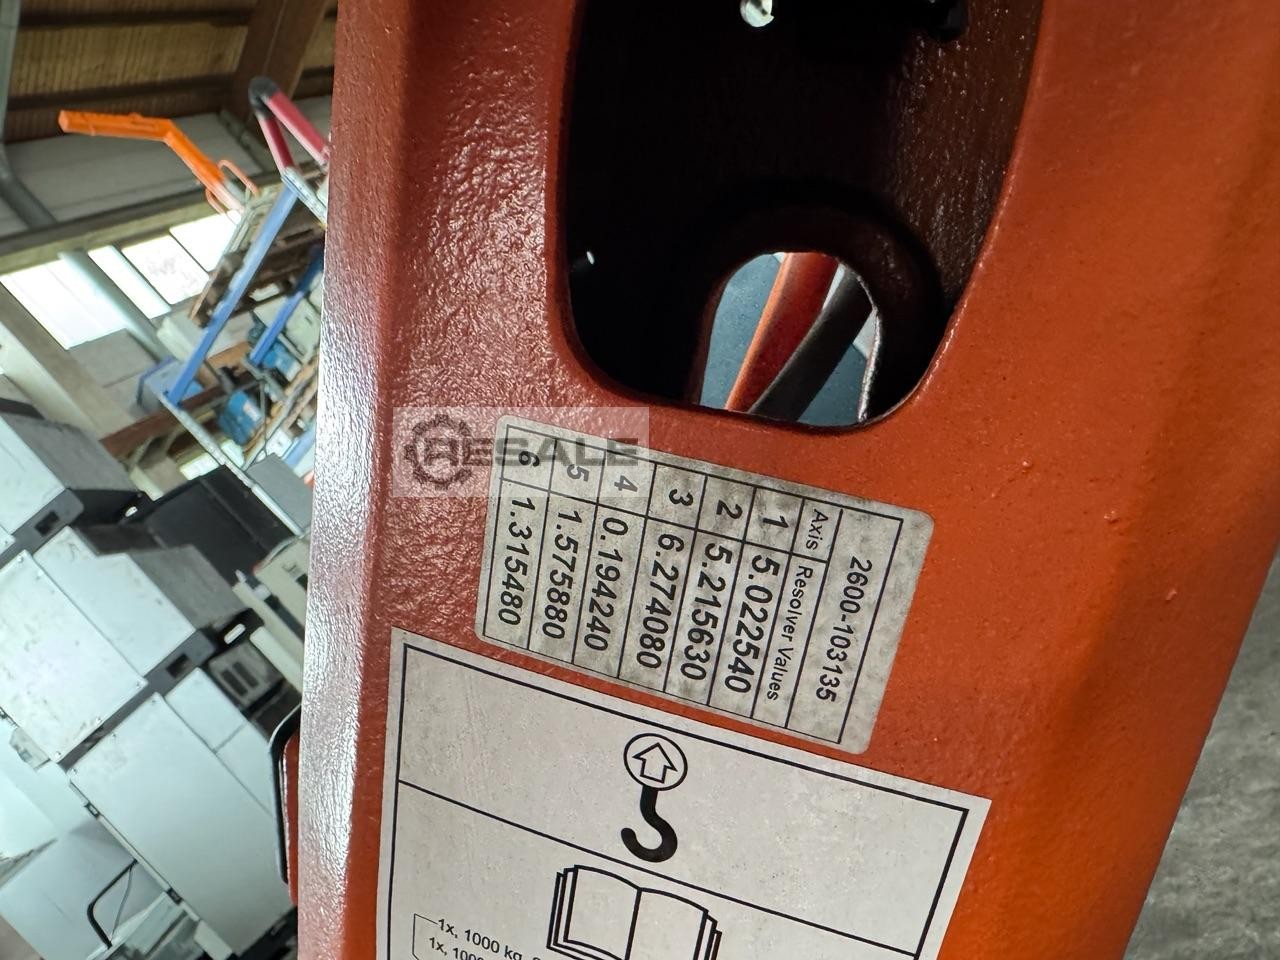 RESALE
2600-103135
Axis Resolver Values
1 5.022540
2 5.215630
3 6.274080
4 0.194240
5 1.575880
6 1.315480
1x, 1000 kg
1x,